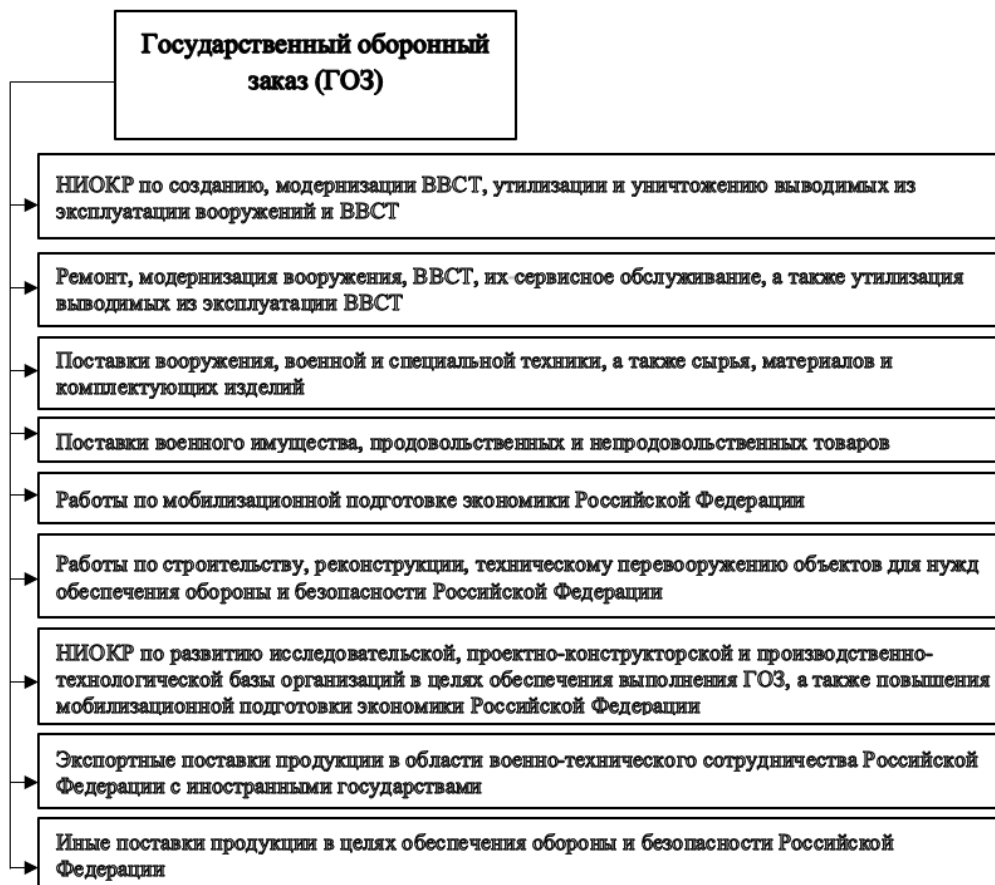 Государственный оборонный
заказ (ГОЗ)
НИОКР по созданию, модернизации ВВСТ, утилизации и уничтожению выводимых из
эксплуатации вооружений и ВВСТ
Ремонт, модернизация вооружения, ВВСТ, их сервисное обслуживание, а также утилизация
выводимых из эксплуатации ВВСТ
Поставки вооружения, военной и специальной техники, а также сырья, материалов и
комплектующих изделий
Поставки военного имущества, продовольственных и непродовольственных товаров
Работы по мобилизационной подготовке экономики Российской Федерации
Работы по строительству, реконструкции, техническому перевооружению объектов для нужд
обеспечения обороны и безопасности Российской Федерации
НИОКР по развитию исследовательской, проектно-конструкторской и производственно-
технологической базы организаций в целях обеспечения выполнения ГОЗ, а также повышения
мобилизационной подготовки экономики Российской Федерации
Экспортные поставки продукции в области военно-технического сотрудничества Российской
Федерации с иностранными государствами
Иные поставки продукции в целях обеспечения обороны и безопасности Российской
Федерации